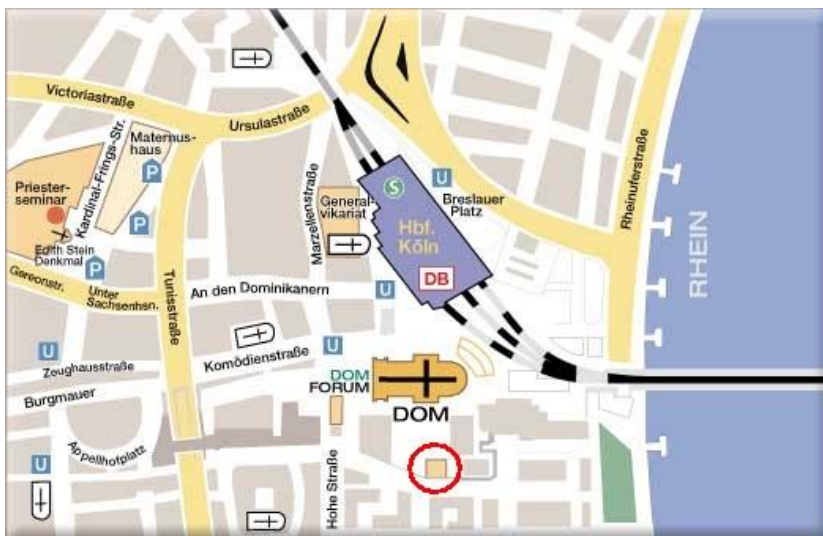 Victoriastraße
Ursulastraße
Kardinal-Frings-Str.
Maternus-
haus
P
P
P
Priester-
seminar
Edith Stein
Denkmal
Gereonstr.
Unter
Sachsenhsn.
Tunisstraße
Marzellenstraße
General-
vikariat
S
Hbf.
Köln
DB
U
Breslauer
Platz
Rheinuferstraße
RHEIN
An den Dominikanern
U
U
Zeughausstraße
Komödienstraße
U
Burgmauer
DOM
FORUM
DOM
Appellhofplatz
U
Hohe Straße